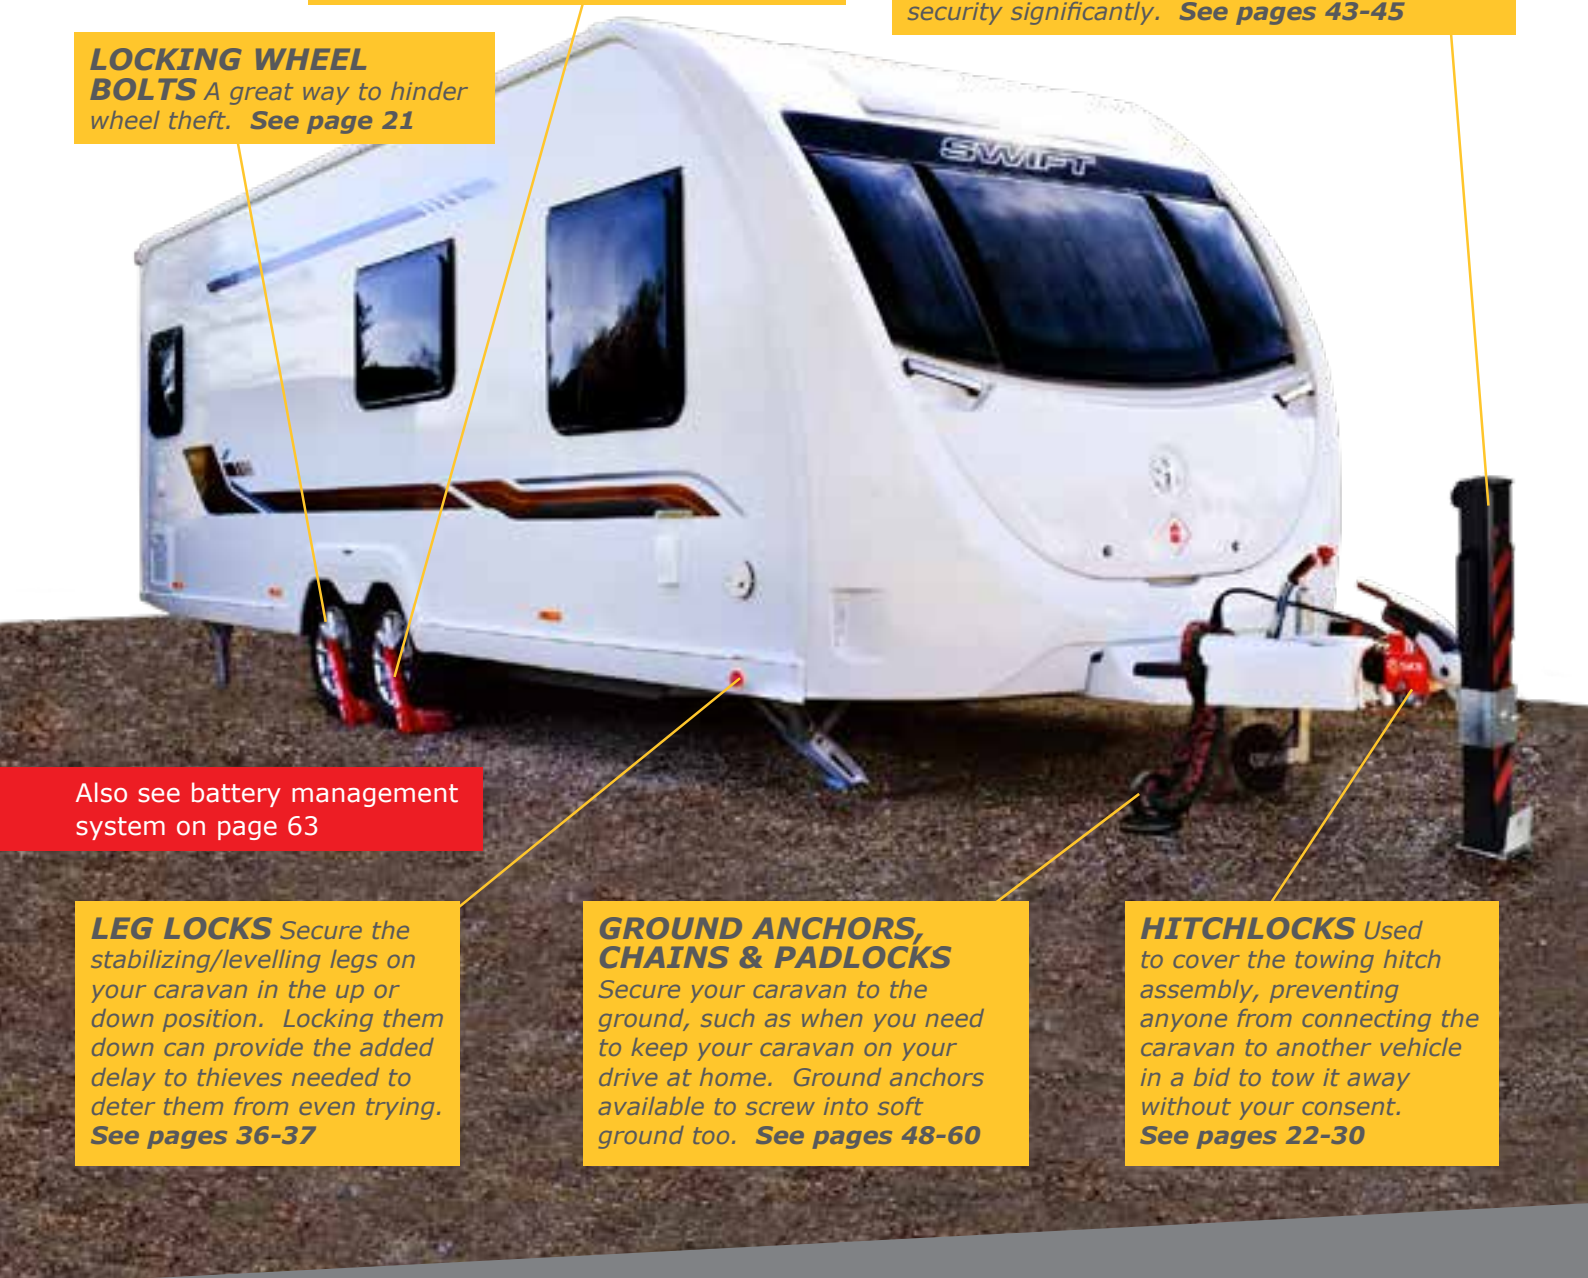 security significantly. See pages 43-45
LOCKING WHEEL
BOLTS A great way to hinder
wheel theft. See page 21
SWIFT
Also see battery management
system on page 63
LEG LOCKS Secure the
stabilizing/levelling legs on
your caravan in the up or
down position. Locking them
down can provide the added
delay to thieves needed to
deter them from even trying.
See pages 36-37
GROUND ANCHORS,
CHAINS & PADLOCKS
Secure your caravan to the
ground, such as when you need
to keep your caravan on your
drive at home. Ground anchors
available to screw into soft
ground too. See pages 48-60
HITCHLOCKS Used
to cover the towing hitch
assembly, preventing
anyone from connecting the
caravan to another vehicle
in a bid to tow it away
without your consent.
See pages 22-30